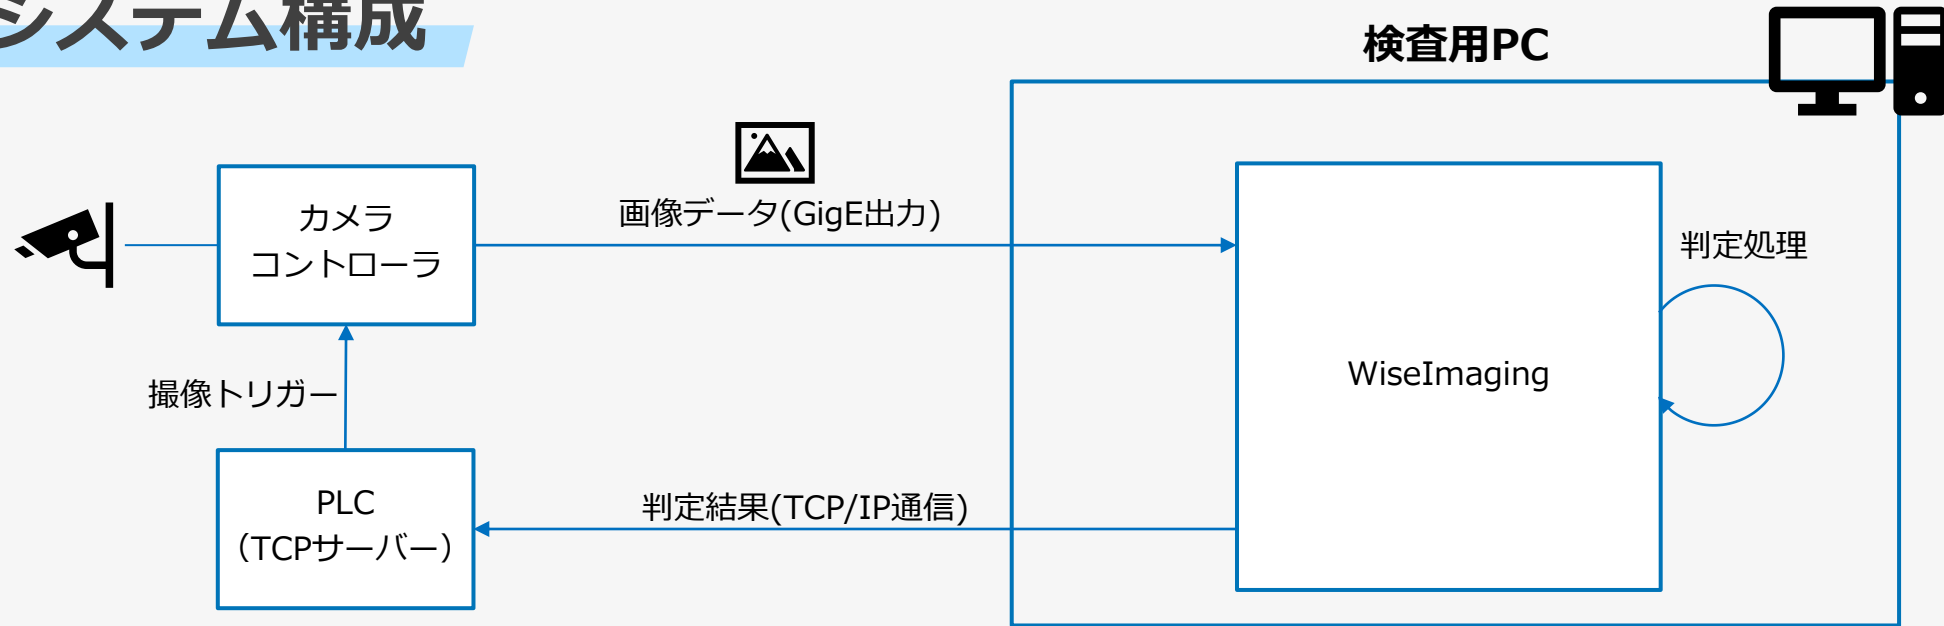 システム構成
検査用PC
画像データ(GigE出力)
カメラ
コントローラ
判定処理
WiseImaging
撮像トリガー
PLC
（TCPサーバー）
判定結果(TCP/IP通信)